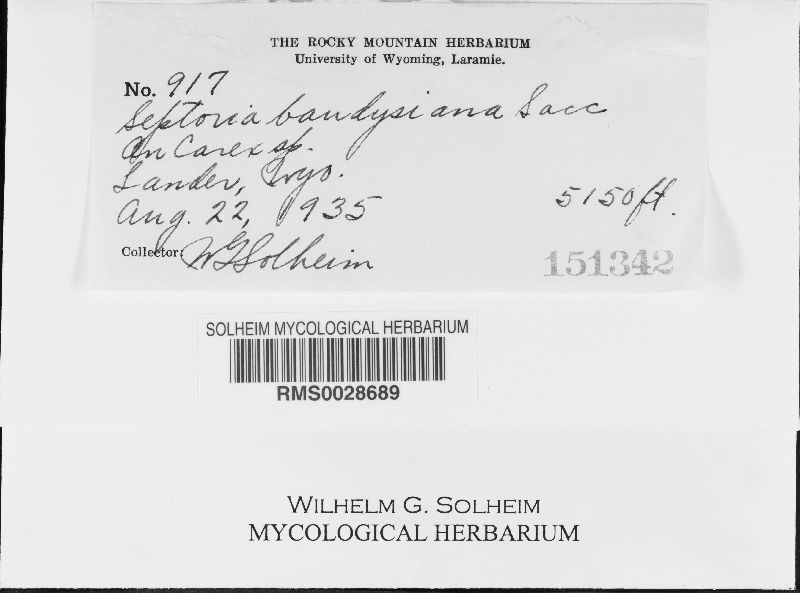 THE ROCKY MOUNTAIN HERBARIUM
University of Wyoming, Laramie.
No. 917
Septoria baudysiana Sacc
On Carex sp.
Lander, Wyo.
Aug. 22, 1935 5150 ft.
Collector: WGSolheim
151342
SOLHEIM MYCOLOGICAL HERBARIUM
RMS0028689
WILHELM G. SOLHEIM
MYCOLOGICAL HERBARIUM